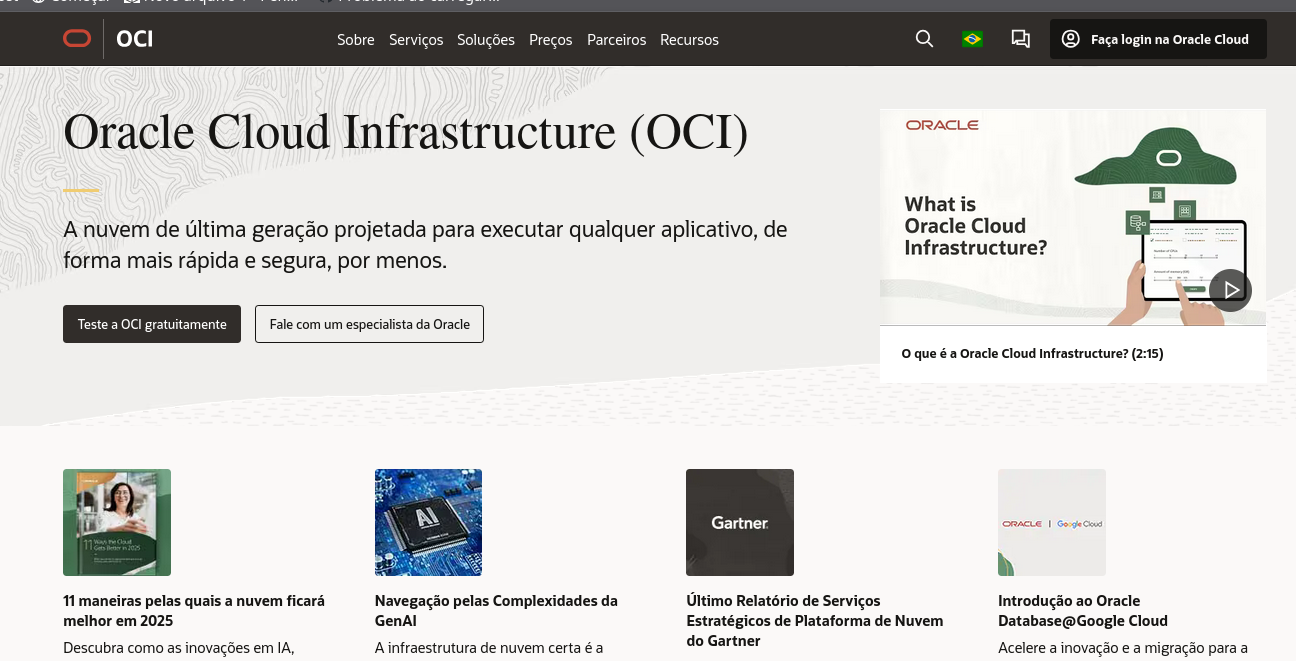 OCI
Sobre Serviços Soluções Preços Parceiros Recursos
Faça login na Oracle Cloud
Oracle Cloud Infrastructure (OCI)
A nuvem de última geração projetada para executar qualquer aplicativo, de
forma mais rápida e segura, por menos.
Teste a OCI gratuitamente
Fale com um especialista da Oracle
ORACLE
What is
Oracle Cloud
Infrastructure?
O que é a Oracle Cloud Infrastructure? (2:15)
11 Ways the Cloud
Gets Better in 2025
AI
Gartner
ORACLE | Google Cloud
11 maneiras pelas quais a nuvem ficará
melhor em 2025
Descubra como as inovações em IA,
Navegação pelas Complexidades da
GenAI
A infraestrutura de nuvem certa é a
Último Relatório de Serviços
Estratégicos de Plataforma de Nuvem
do Gartner
Introdução ao Oracle
Database@Google Cloud
Acelere a inovação e a migração para a